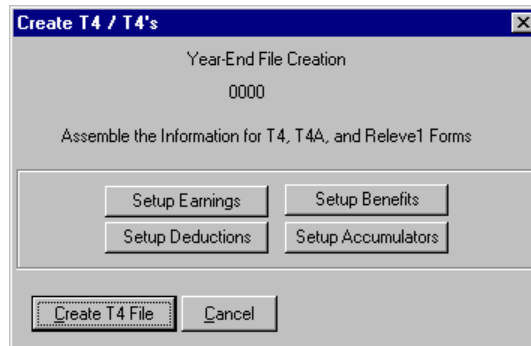 Create T4 / T4's
Year-End File Creation
0000
Assemble the Information for T4, T4A, and Releve1 Forms
Setup Earnings Setup Benefits
Setup Deductions Setup Accumulators
Create T4 File Cancel